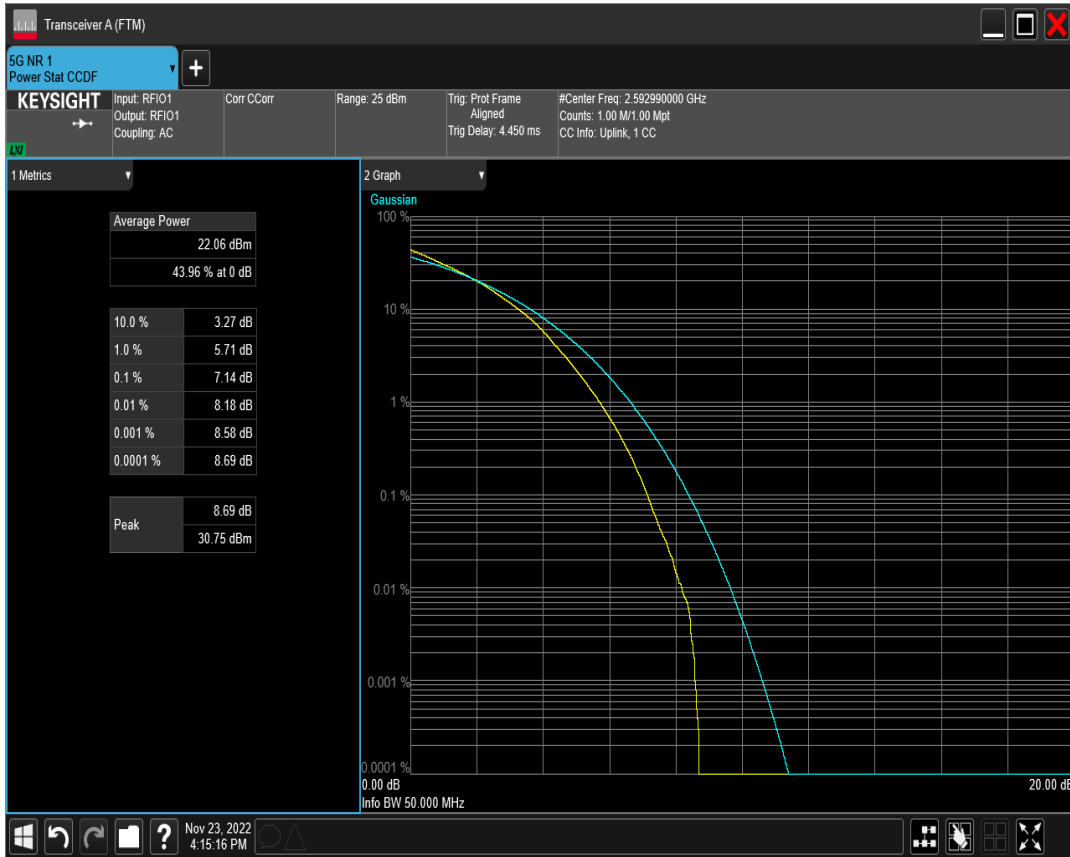 Transceiver A (FTM)
5G NR 1
Power Stat CCDF
+
KEYSIGHT
LXI
Input: RFIO1
Output: RFIO1
Coupling: AC
Corr CCorr
Range: 25 dBm
Trig: Prot Frame
Aligned
Trig Delay: 4.450 ms
#Center Freq: 2.592990000 GHz
Counts: 1.00 M/1.00 Mpt
CC Info: Uplink, 1 CC
1 Metrics
Average Power
22.06 dBm
43.96 % at 0 dB
10.0 % 3.27 dB
1.0 % 5.71 dB
0.1 % 7.14 dB
0.01 % 8.18 dB
0.001 % 8.58 dB
0.0001 % 8.69 dB
Peak
8.69 dB
30.75 dBm
2 Graph
Gaussian
100 %
10 %
1 %
0.1 %
0.01 %
0.001 %
0.0001 %
0.00 dB 20.00 dB
Info BW 50.000 MHz
?
Nov 23, 2022
4:15:16 PM